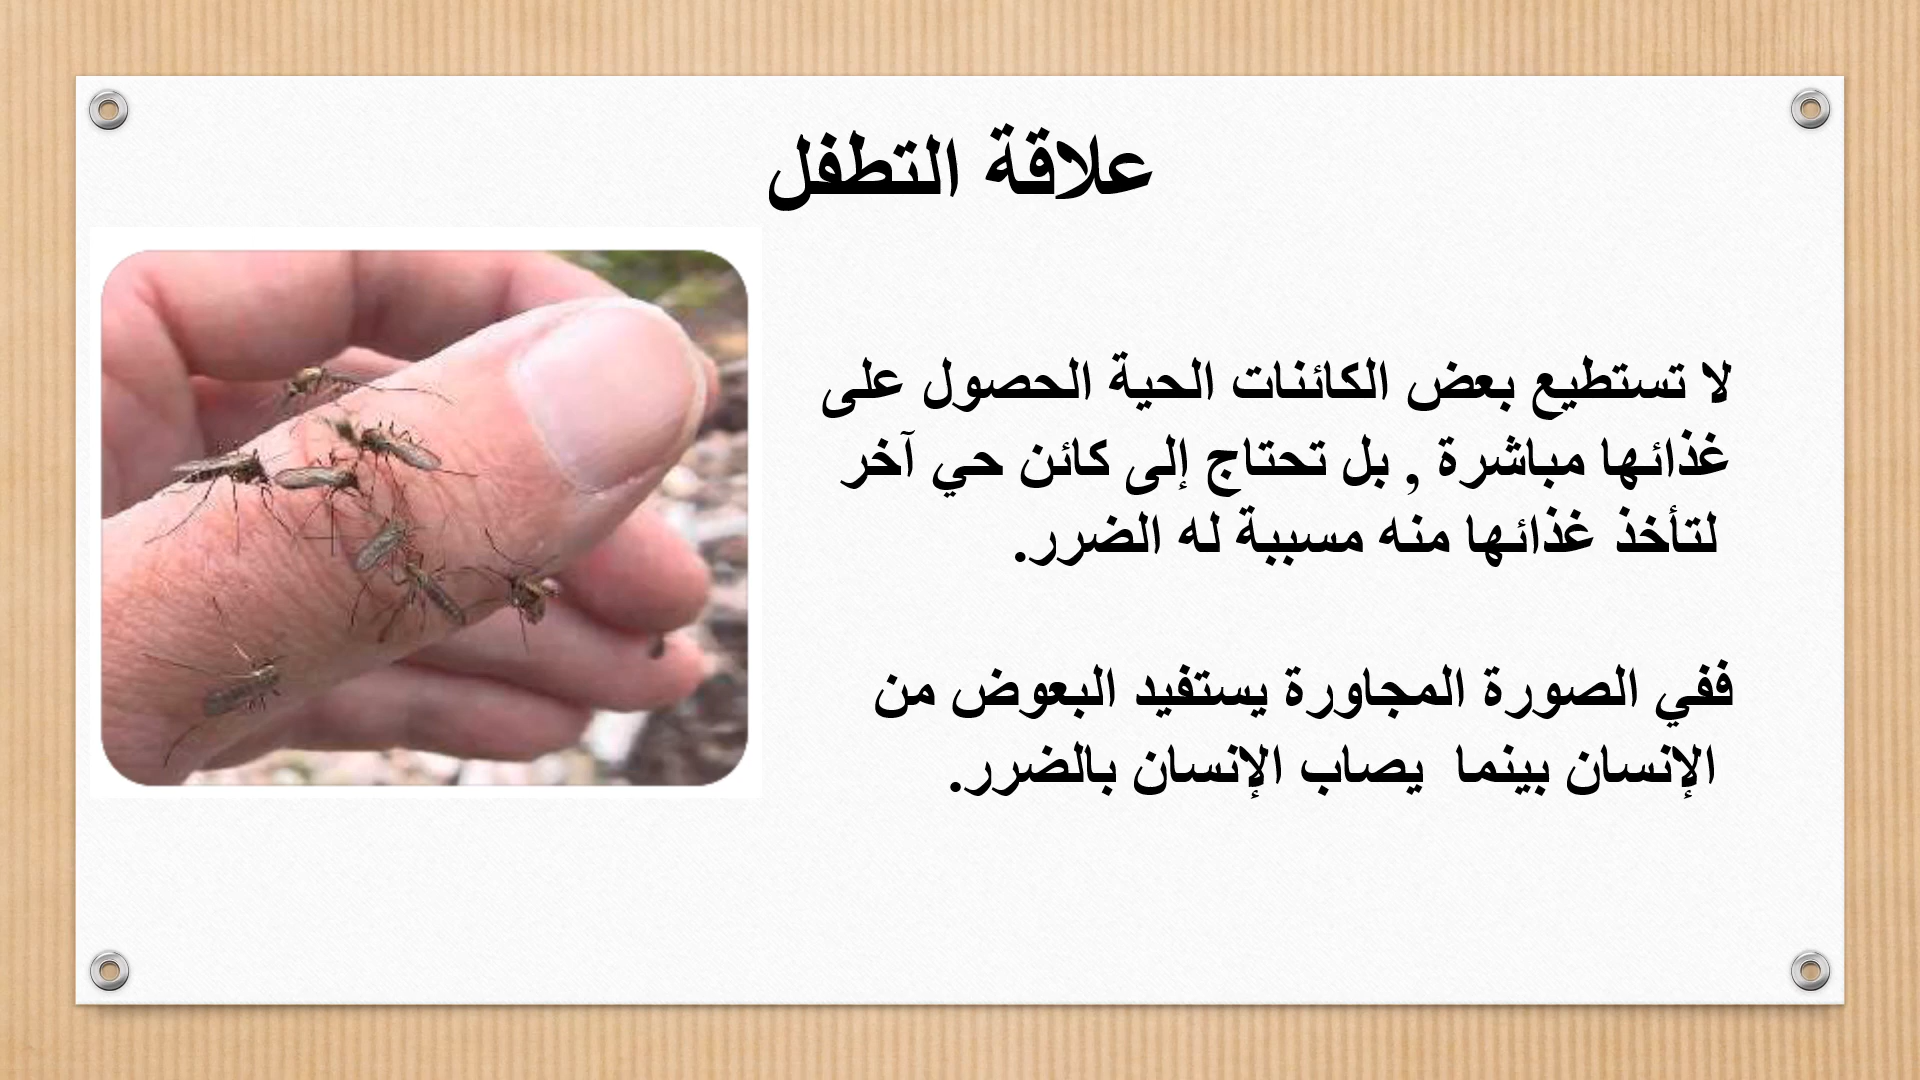 علاقة التطفل
لا تستطيع بعض الكائنات الحية الحصول على
غذائها مباشرة , بل تحتاج إلى كائن حي آخر
لتأخذ غذائها منه مسببة له الضرر.
ففي الصورة المجاورة يستفيد البعوض من
الإنسان بينما يصاب الإنسان بالضرر.